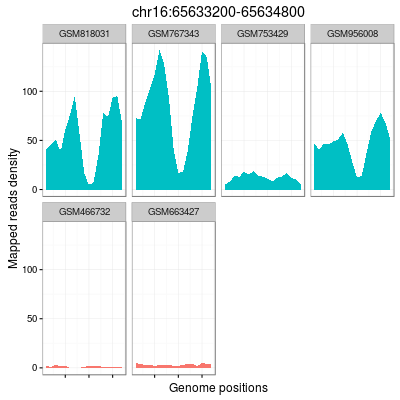 chr16:65633200-65634800
GSM818031 GSM767343 GSM753429 GSM956008
100
50
0
GSM466732 GSM663427
100
50
0
Mapped reads density
Genome positions